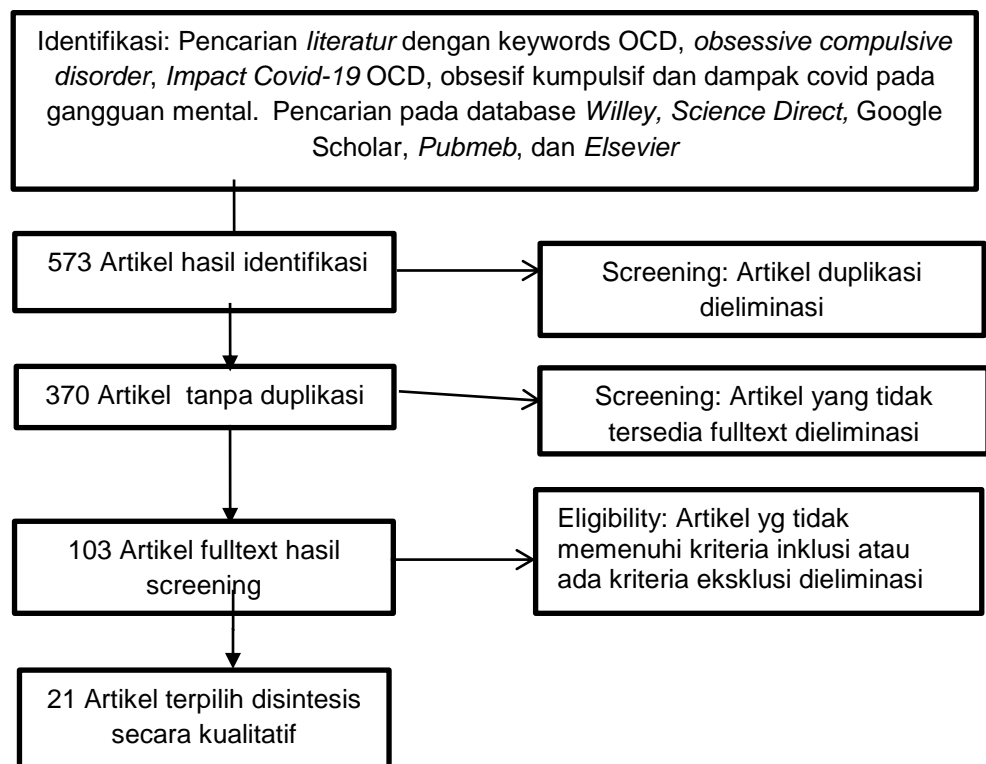 Identifikasi: Pencarian literatur dengan keywords OCD, obsessive compulsive
disorder, Impact Covid-19 OCD, obsesif kumpulsif dan dampak covid pada
gangguan mental.  Pencarian pada database Willey, Science Direct, Google
Scholar, Pubmeb, dan Elsevier
573 Artikel hasil identifikasi
Screening: Artikel duplikasi
dieliminasi
370 Artikel  tanpa duplikasi
Screening: Artikel yang tidak
tersedia fulltext dieliminasi
103 Artikel fulltext hasil
screening
Eligibility: Artikel yg tidak
memenuhi kriteria inklusi atau
ada kriteria eksklusi dieliminasi
21 Artikel terpilih disintesis
secara kualitatif